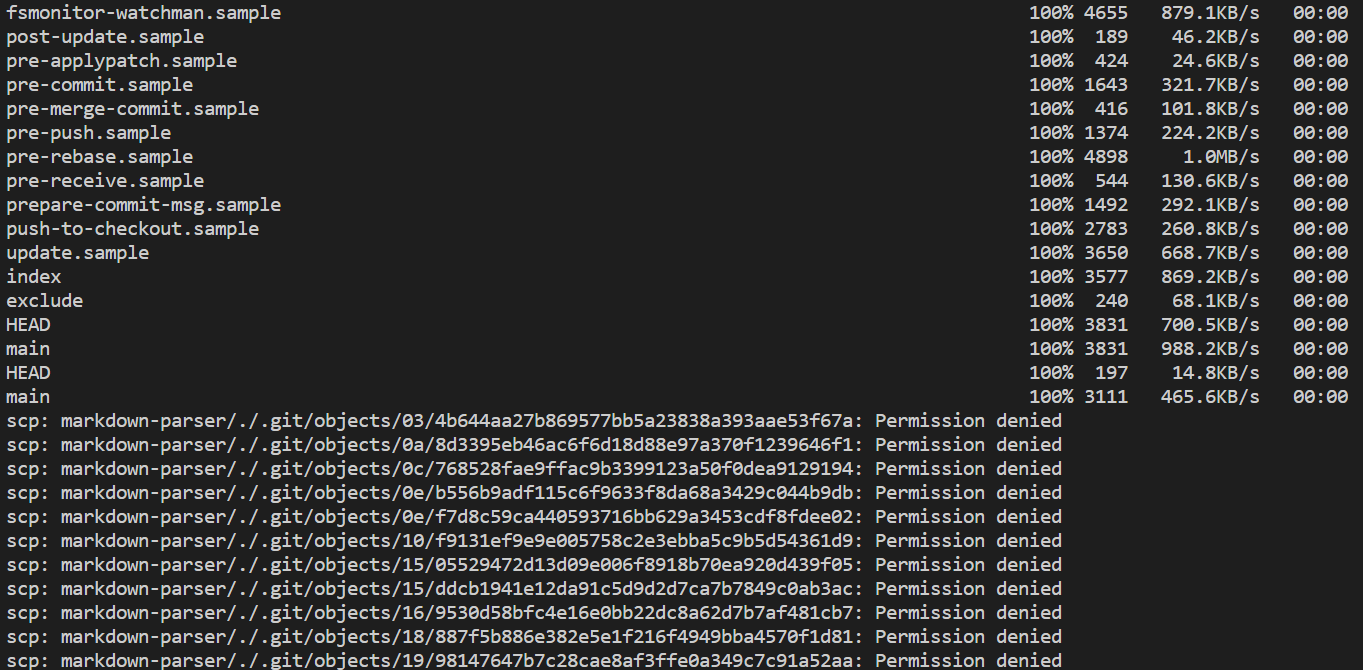 fsmonitor-watchman.sample 100% 4655 879.1KB/s 00:00
post-update.sample 100% 189 46.2KB/s 00:00
pre-applypatch.sample 100% 424 24.6KB/s 00:00
pre-commit.sample 100% 1643 321.7KB/s 00:00
pre-merge-commit.sample 100% 416 101.8KB/s 00:00
pre-push.sample 100% 1374 224.2KB/s 00:00
pre-rebase.sample 100% 4898 1.0MB/s 00:00
pre-receive.sample 100% 544 130.6KB/s 00:00
prepare-commit-msg.sample 100% 1492 292.1KB/s 00:00
push-to-checkout.sample 100% 2783 260.8KB/s 00:00
update.sample 100% 3650 668.7KB/s 00:00
index 100% 3577 869.2KB/s 00:00
exclude 100% 240 68.1KB/s 00:00
HEAD 100% 3831 700.5KB/s 00:00
main 100% 3831 988.2KB/s 00:00
HEAD 100% 197 14.8KB/s 00:00
main 100% 3111 465.6KB/s 00:00
scp: markdown-parser/./.git/objects/03/4b644aa27b869577bb5a23838a393aae53f67a: Permission denied
scp: markdown-parser/./.git/objects/0a/8d3395eb46ac6f6d18d88e97a370f1239646f1: Permission denied
scp: markdown-parser/./.git/objects/0c/768528fae9ffac9b3399123a50f0dea9129194: Permission denied
scp: markdown-parser/./.git/objects/0e/b556b9adf115c6f9633f8da68a3429c044b9db: Permission denied
scp: markdown-parser/./.git/objects/0e/f7d8c59ca440593716bb629a3453cdf8fdee02: Permission denied
scp: markdown-parser/./.git/objects/10/f9131ef9e9e005758c2e3ebba5c9b5d54361d9: Permission denied
scp: markdown-parser/./.git/objects/15/05529472d13d09e006f8918b70ea920d439f05: Permission denied
scp: markdown-parser/./.git/objects/15/ddcb1941e12da91c5d9d2d7ca7b7849c0ab3ac: Permission denied
scp: markdown-parser/./.git/objects/16/9530d58bfc4e16e0bb22dc8a62d7b7af481cb7: Permission denied
scp: markdown-parser/./.git/objects/18/887f5b886e382e5e1f216f4949bba4570f1d81: Permission denied
scp: markdown-parser/./.git/objects/19/98147647b7c28cae8af3ffe0a349c7c91a52aa: Permission denied